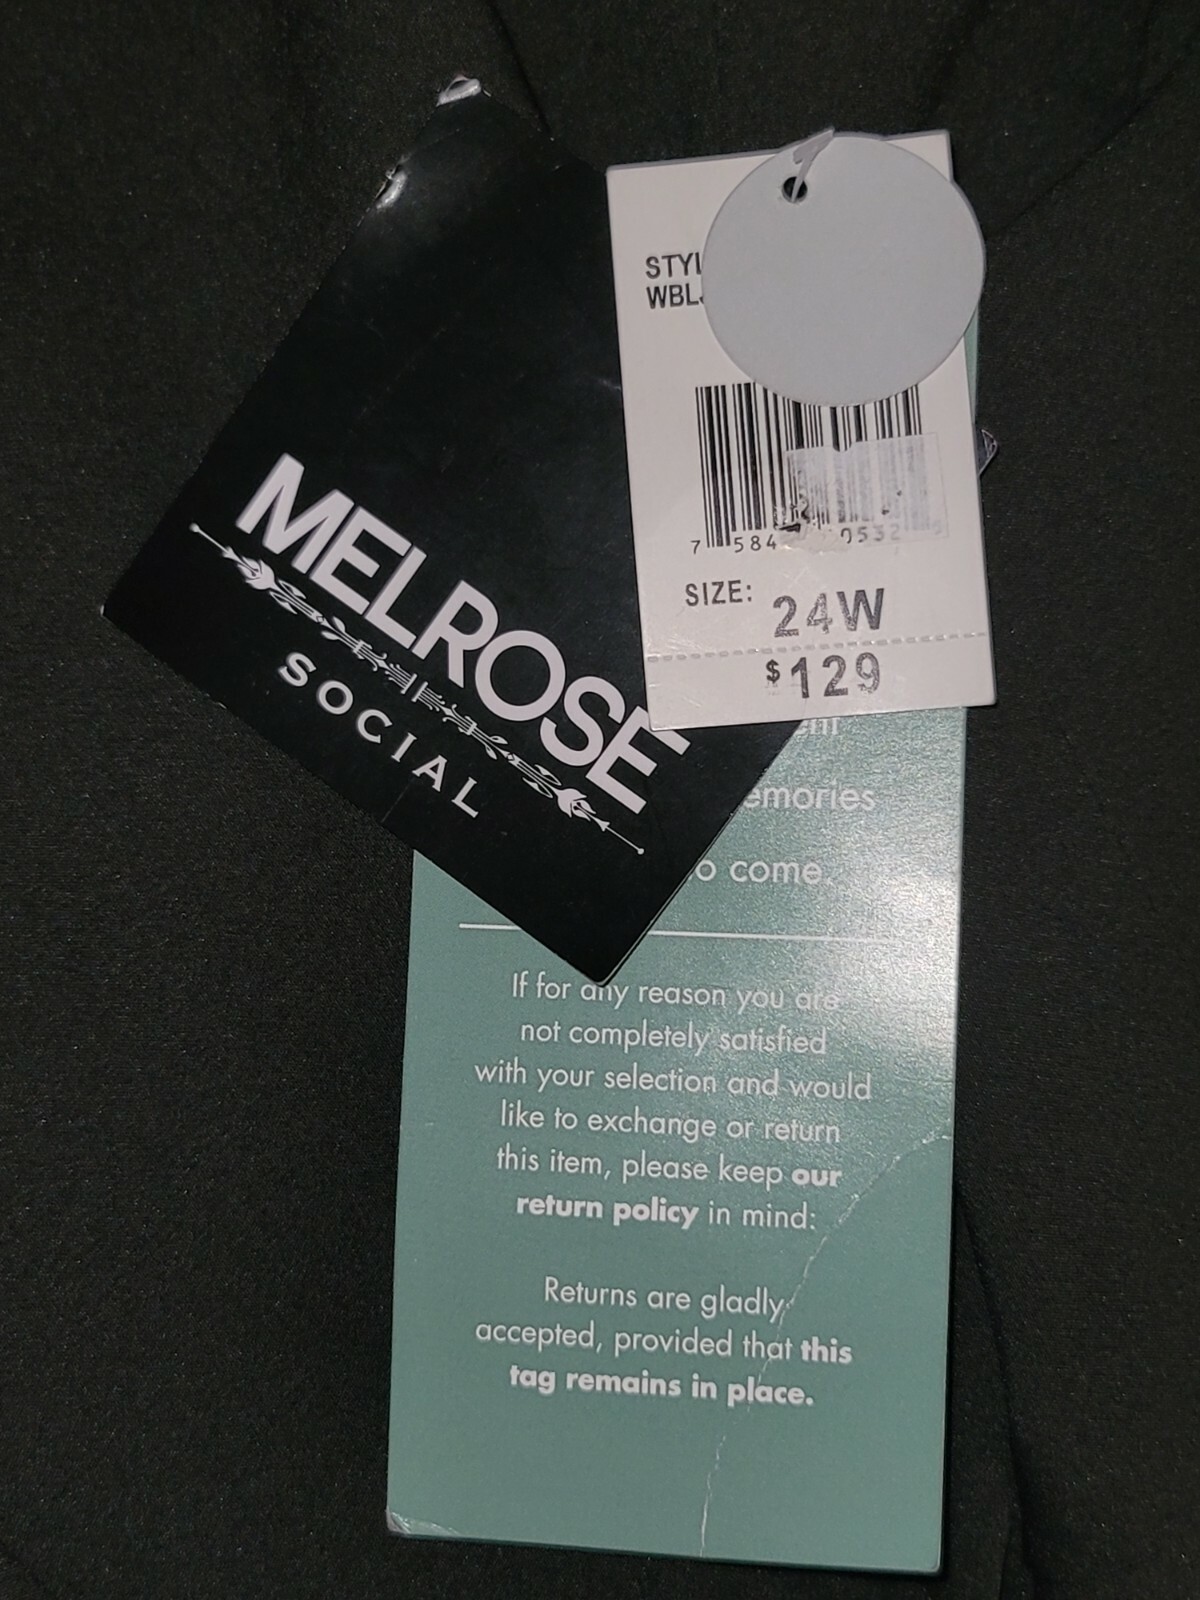 MELROSE
SOCIAL
SIZE: 24W
$129
come.
If for any reason you are
not completely satisfied
with your selection and would
like to exchange or return
this item, please keep our
return policy in mind:
Returns are gladly
accepted, provided that this
tag remains in place.